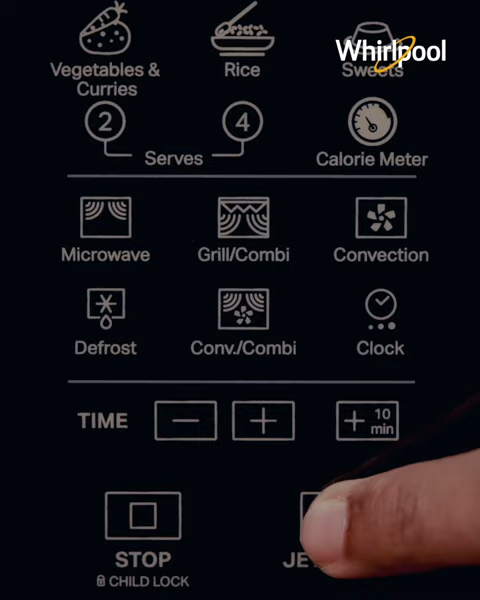 Whirlpool
Vegetables &
Curries
Rice
Sweets
2
4
Serves
Calorie Meter
Microwave
Grill/Combi
Convection
Defrost
Conv./Combi
Clock
TIME
−
+
+ 10
min
STOP
CHILD LOCK